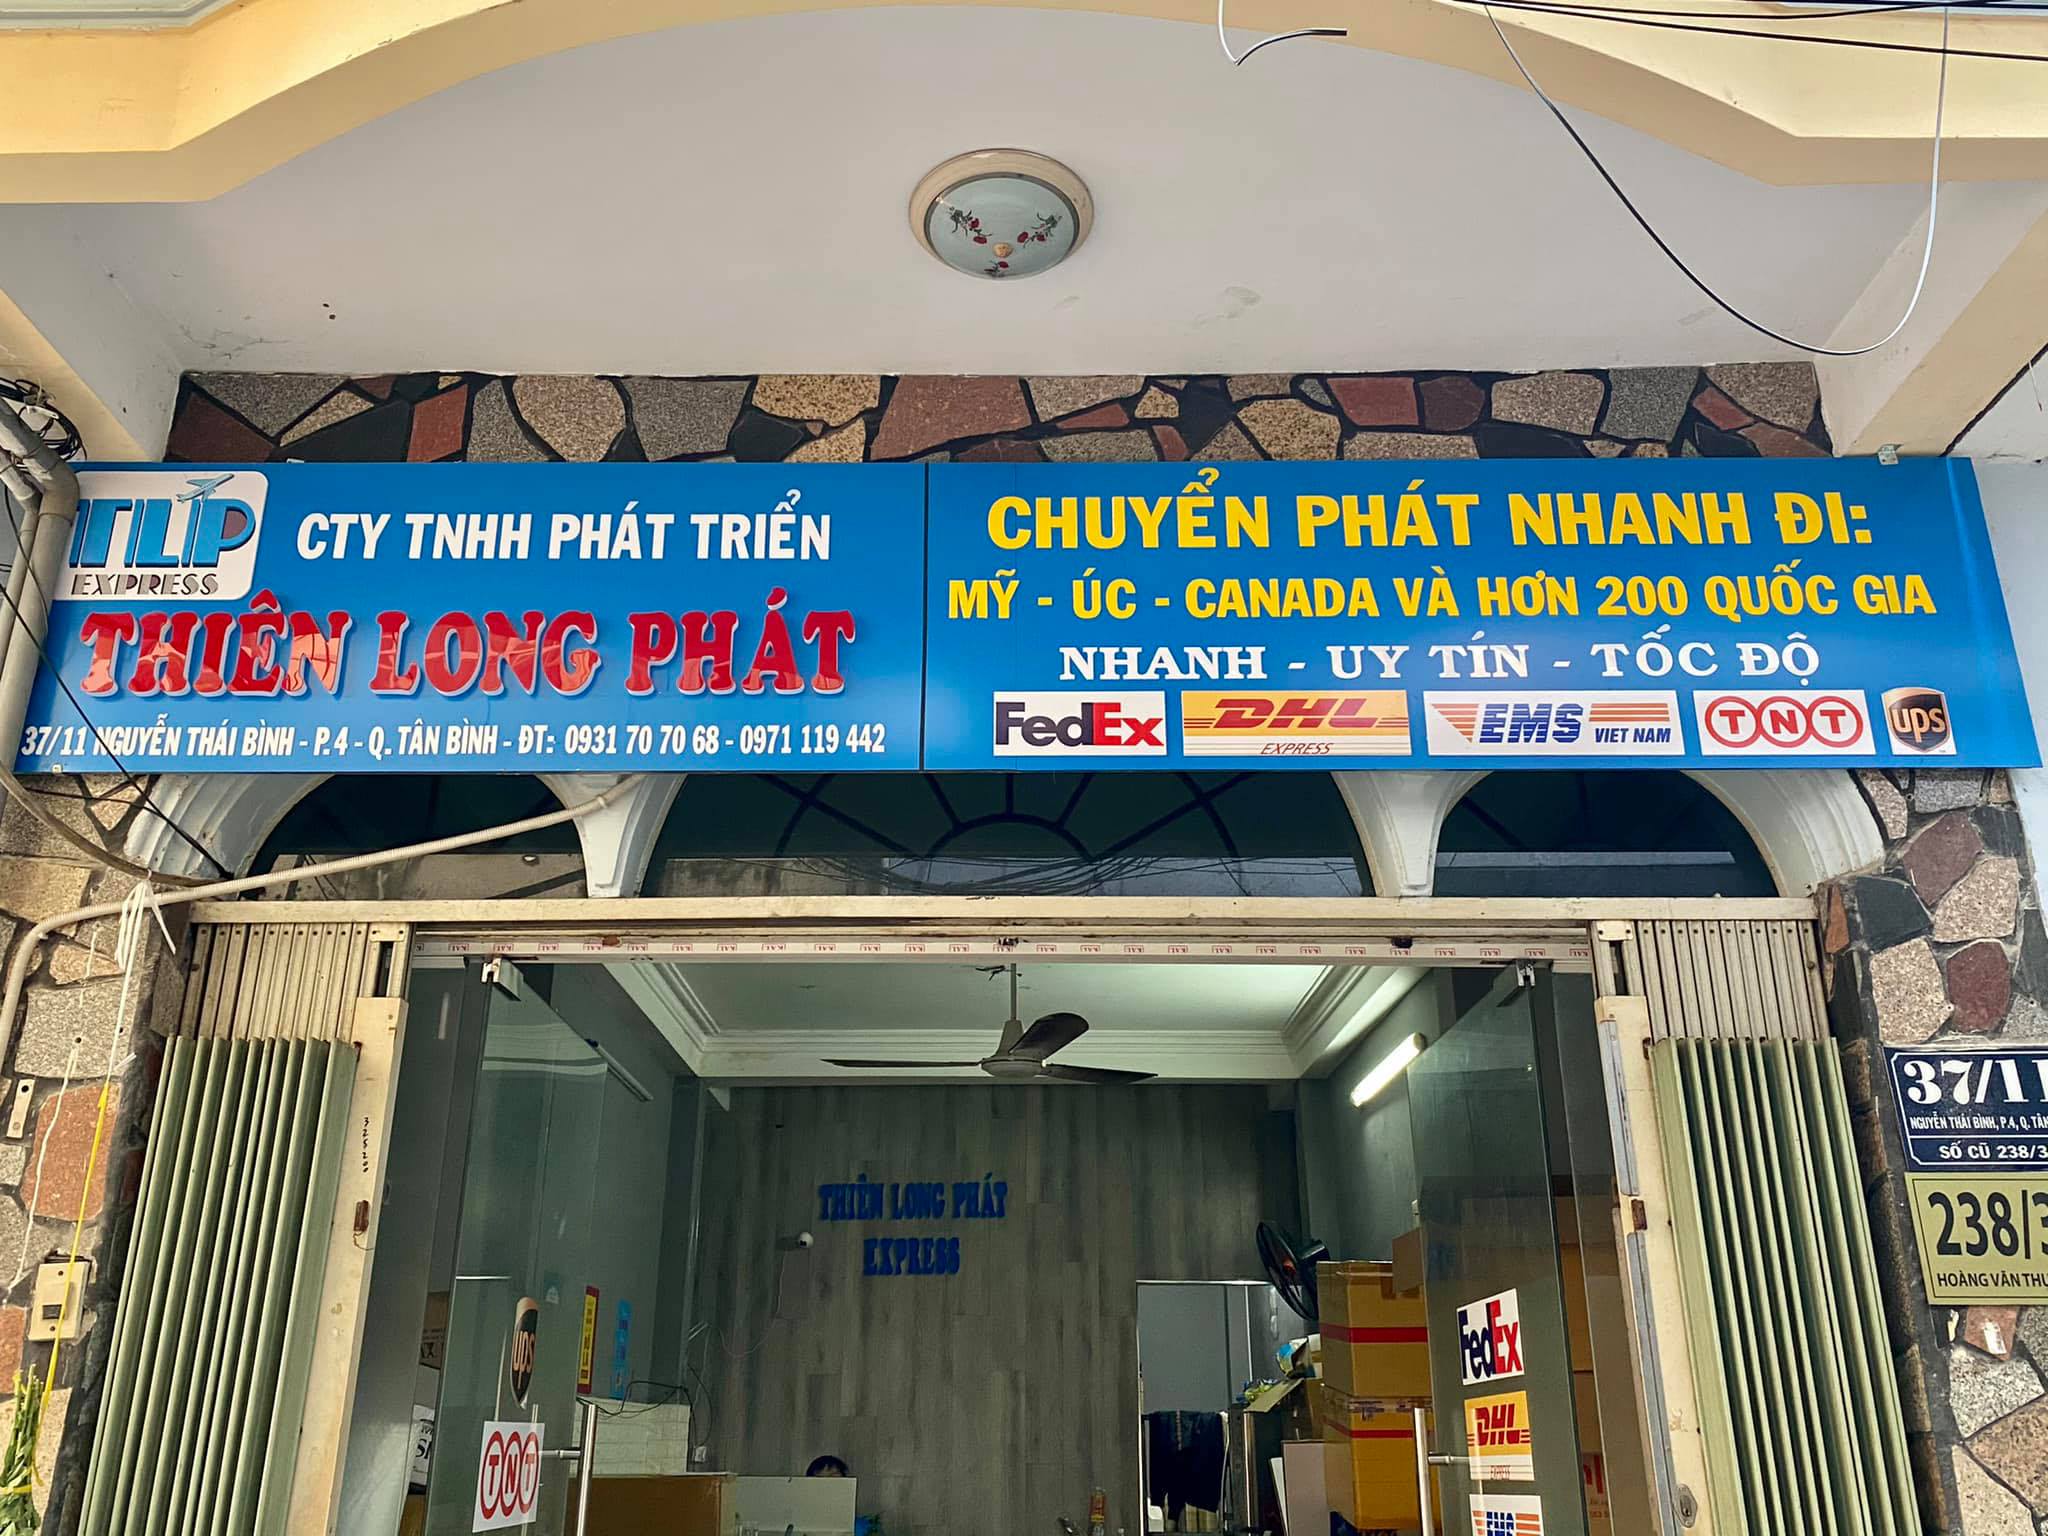 TLP
EXPRESS
CTY TNHH PHÁT TRIỂN
THIÊN LONG PHÁT
37/11 NGUYỄN THÁI BÌNH - P. 4 - Q. TÂN BÌNH - ĐT: 0931 70 70 68 - 0971 119 442
CHUYỂN PHÁT NHANH ĐI:
MỸ - ÚC - CANADA VÀ HƠN 200 QUỐC GIA
NHANH - UY TÍN - TỐC ĐỘ
FedEx
DHL
EXPRESS
EMS
VIET NAM
TNT
ups
37/11
NGUYỄN THÁI BÌNH, P.4, Q. TÂN
SỐ CŨ 238/3
238/3
HOÀNG VĂN THỤ
325200
THIÊN LONG PHÁT
EXPRESS
ups
TNT
FedEx
DHL
EXPRESS
EMS